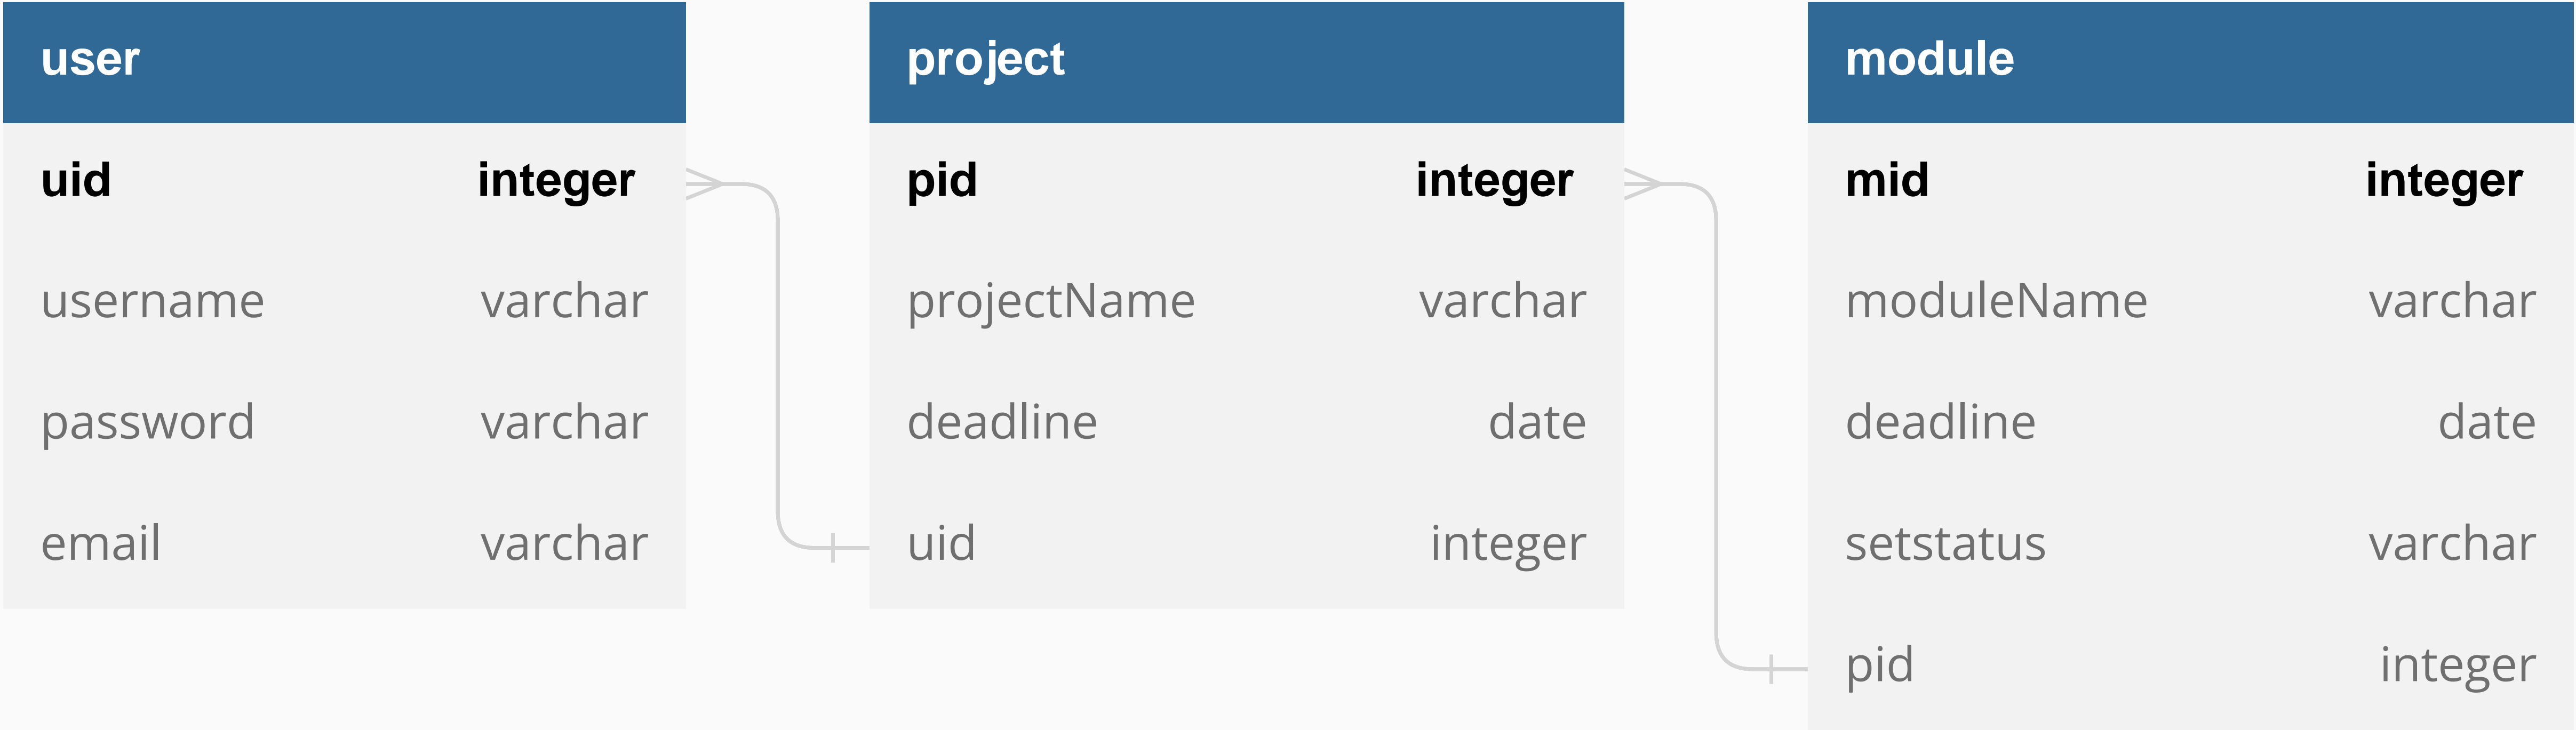 user
uid integer
username varchar
password varchar
email varchar
project
pid integer
projectName varchar
deadline date
uid integer
module
mid integer
moduleName varchar
deadline date
setstatus varchar
pid integer